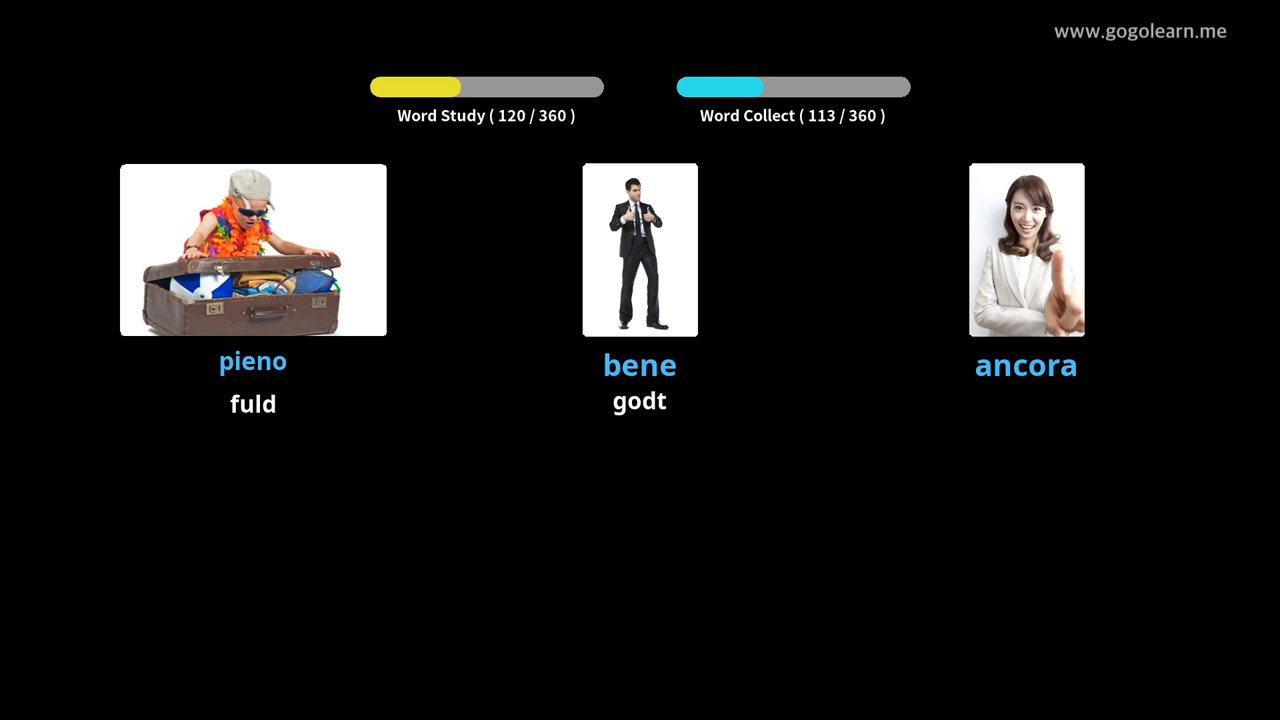 www.gogolearn.me
Word Study ( 120 / 360 )
Word Collect ( 113 / 360 )
pieno
fuld
bene
godt
ancora